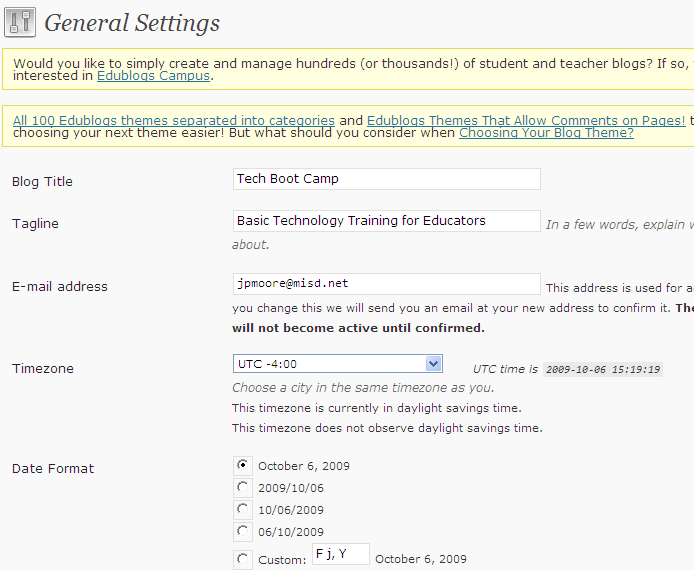 General Settings
Would you like to simply create and manage hundreds (or thousands!) of student and teacher blogs? If so,
interested in Edublogs Campus.
All 100 Edublogs themes separated into categories and Edublogs Themes That Allow Comments on Pages!
choosing your next theme easier! But what should you consider when Choosing Your Blog Theme?
Blog Title Tech Boot Camp
Tagline Basic Technology Training for Educators In a few words, explain
about.
E-mail address jpmoore@misd.net This address is used for
you change this we will send you an email at your new address to confirm it.
will not become active until confirmed.
Timezone UTC -4:00 UTC time is 2009-10-06 15:19:19
Choose a city in the same timezone as you.
This timezone is currently in daylight savings time.
This timezone does not observe daylight savings time.
Date Format October 6, 2009
2009/10/06
10/06/2009
06/10/2009
Custom: F j, Y October 6, 2009